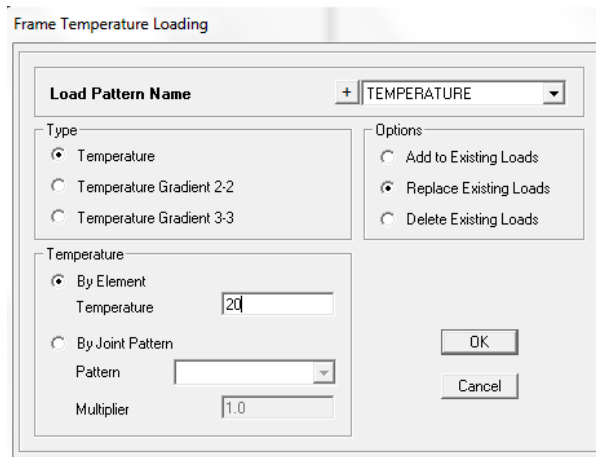 Frame Temperature Loading
Load Pattern Name + TEMPERATURE
Type
Temperature
Temperature Gradient 2-2
Temperature Gradient 3-3
Options
Add to Existing Loads
Replace Existing Loads
Delete Existing Loads
Temperature
By Element
Temperature 20
By Joint Pattern
Pattern
Multiplier 1.0
OK
Cancel